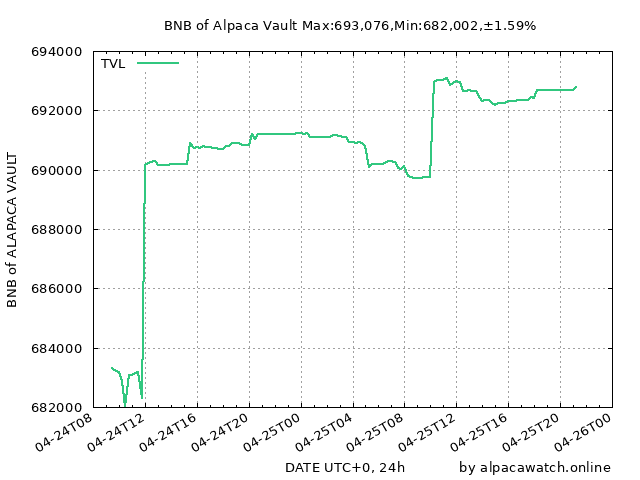 BNB of Alpaca Vault Max:693,076,Min:682,002,±1.59%
TVL
694000
692000
690000
688000
686000
684000
682000
BNB of ALAPACA VAULT
04-24T08
04-24T12
04-24T16
04-24T20
04-25T00
04-25T04
04-25T08
04-25T12
04-25T16
04-25T20
04-26T00
DATE UTC+0, 24h
by alpacawatch.online